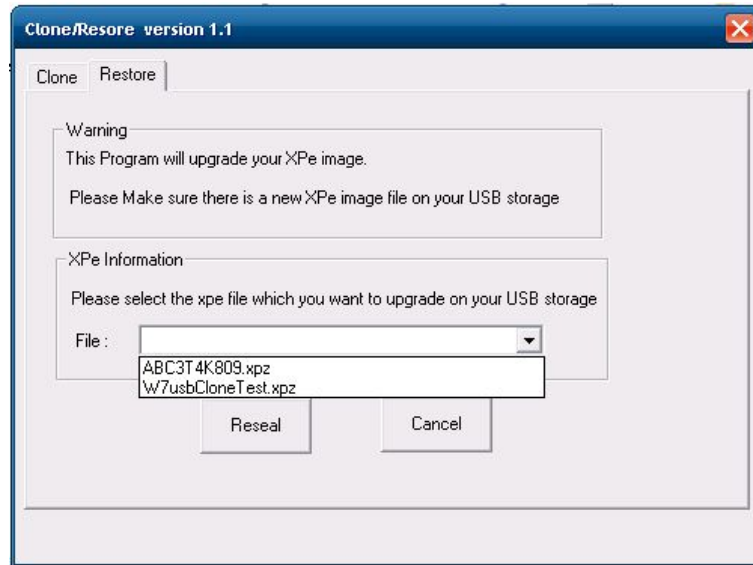 Clone/Resore version 1.1
Clone
Restore
Warning
This Program will upgrade your XPe image.
Please Make sure there is a new XPe image file on your USB storage
XPe Information
Please select the xpe file which you want to upgrade on your USB storage
File :
ABC3T4K809.xpz
W7usbCloneTest.xpz
Reseal
Cancel